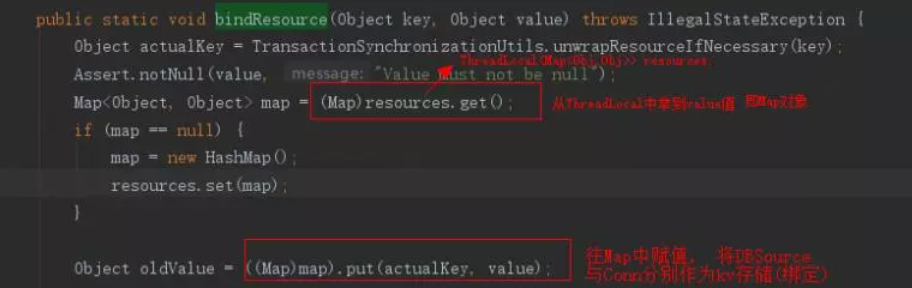 public static void bindResource(Object key, Object value) throws IllegalStateException {
Object actualKey = TransactionSynchronizationUtils.unwrapResourceIfNecessary(key);
ThreadLocal<Map<Obj,Obj>> resources
Assert.notNull(value, message: "Value must not be null");
Map<Object, Object> map = (Map)resources.get();
从ThreadLocal中拿到value值 即Map对象
if (map == null) {
map = new HashMap();
resources.set(map);
}
Object oldValue = ((Map)map).put(actualKey, value);
往Map中赋值， 将DBSource
与Conn分别作为kv存储(绑定)